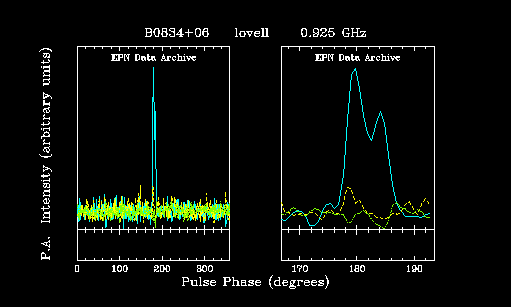 B0834+06 lovell 0.925 GHz
EPN Data Archive EPN Data Archive
P.A. Intensity (arbitrary units)
0 100 200 300 170 180 190
Pulse Phase (degrees)